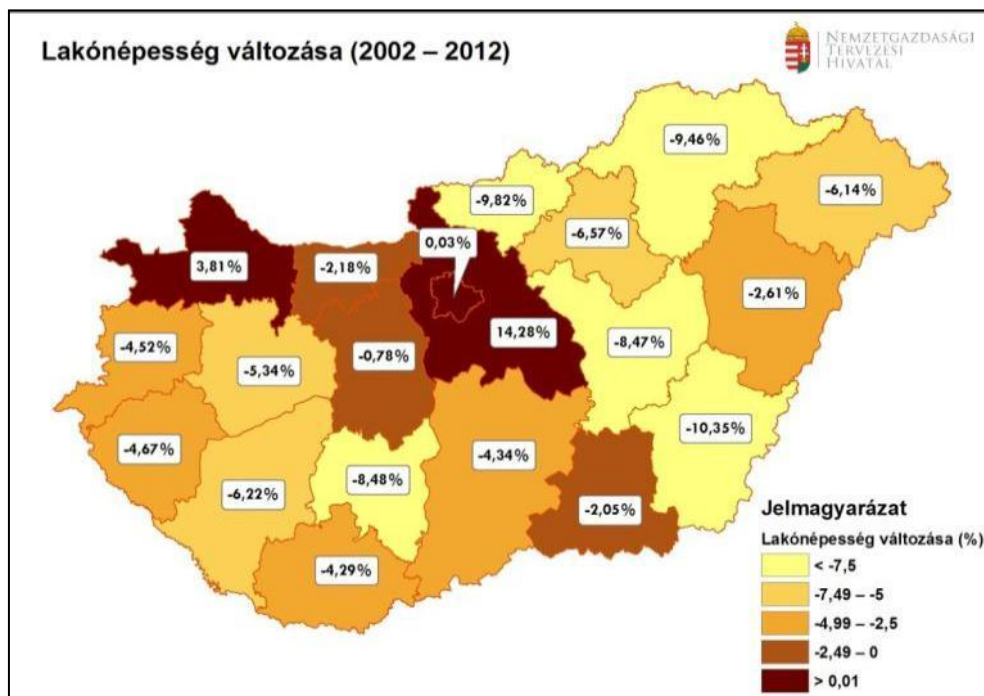 Lakónépesség változása (2002 – 2012)
NEMZETGAZDASÁGI
TERVEZÉSI
HIVATAL
-9,46%
-6,14%
-9,82%
-6,57%
0,03%
3,81%
-2,18%
-2,61%
14,28%
-8,47%
-4,52%
-5,34%
-0,78%
-10,35%
-4,67%
-4,34%
-6,22%
-8,48%
-2,05%
-4,29%
Jelmagyarázat
Lakónépesség változása (%)
< -7,5
-7,49 – -5
-4,99 – -2,5
-2,49 – 0
> 0,01